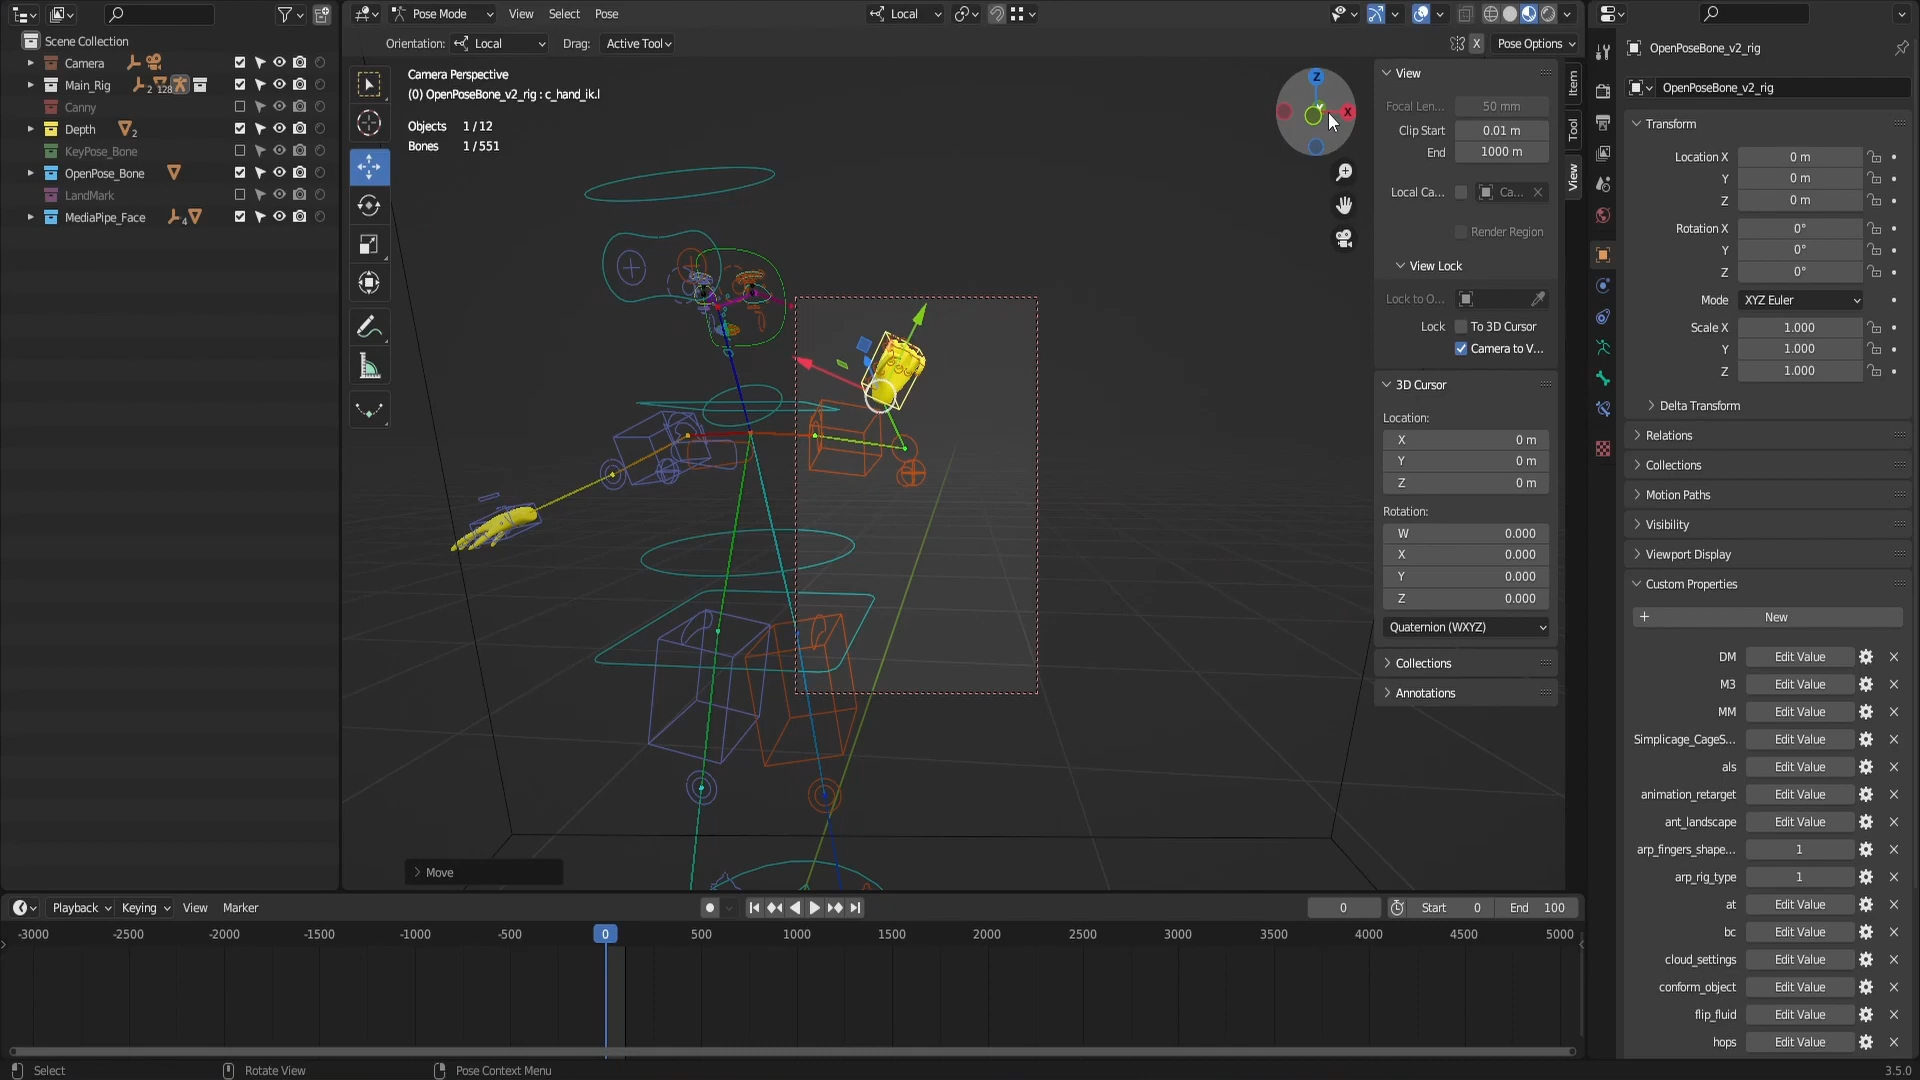 Pose Mode
View
Select
Pose
Local
Scene Collection
Camera
Main_Rig
2
128
Canny
Depth
2
KeyPose_Bone
OpenPose_Bone
LandMark
MediaPipe_Face
4
Orientation:
Local
Drag:
Active Tool
X
Pose Options
Camera Perspective
(0) OpenPoseBone_v2_rig : c_hand_ik.l
Objects 1 / 12
Bones 1 / 551
Z
Y
X
Move
View
Focal Len... 50 mm
Clip Start 0.01 m
End 1000 m
Local Ca... Ca...
Render Region
View Lock
Lock to O...
Lock To 3D Cursor
Camera to V...
3D Cursor
Location:
X 0 m
Y 0 m
Z 0 m
Rotation:
W 0.000
X 0.000
Y 0.000
Z 0.000
Quaternion (WXYZ)
Collections
Annotations
Item
Tool
View
OpenPoseBone_v2_rig
OpenPoseBone_v2_rig
Transform
Location X 0 m
Y 0 m
Z 0 m
Rotation X 0°
Y 0°
Z 0°
Mode XYZ Euler
Scale X 1.000
Y 1.000
Z 1.000
Delta Transform
Relations
Collections
Motion Paths
Visibility
Viewport Display
Custom Properties
New
DM Edit Value
M3 Edit Value
MM Edit Value
Simplicage_CageS... Edit Value
als Edit Value
animation_retarget Edit Value
ant_landscape Edit Value
arp_fingers_shape... 1
arp_rig_type 1
at Edit Value
bc Edit Value
cloud_settings Edit Value
conform_object Edit Value
flip_fluid Edit Value
hops Edit Value
Playback
Keying
View
Marker
0
Start 0
End 100
-3000 -2500 -2000 -1500 -1000 -500 0 500 1000 1500 2000 2500 3000 3500 4000 4500 5000
Select
Rotate View
Pose Context Menu
3.5.0